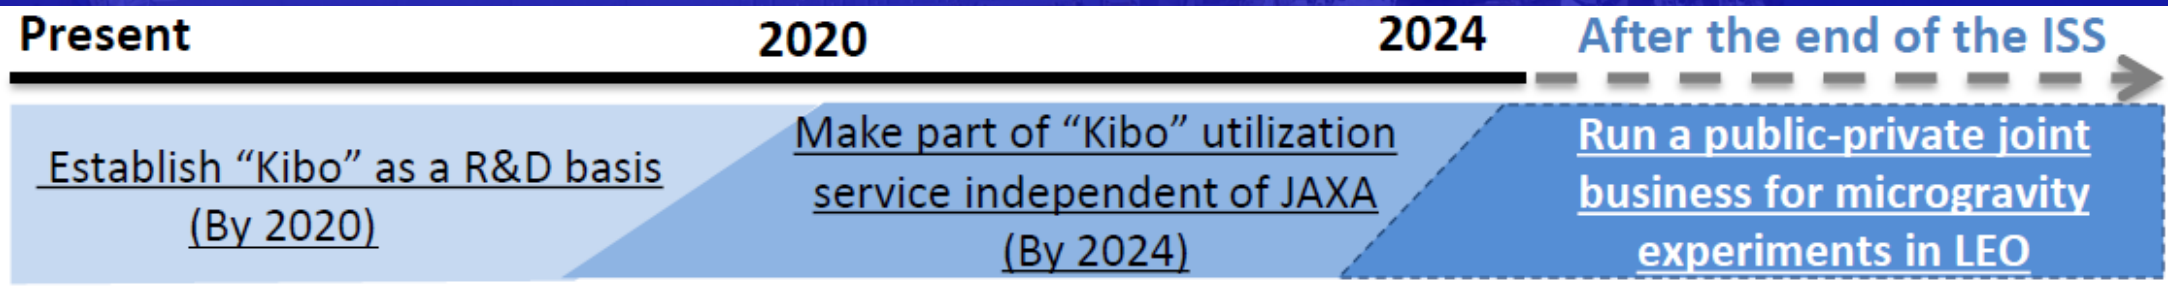 Present 2020 2024 After the end of the ISS
Establish “Kibo” as a R&D basis
(By 2020)
Make part of “Kibo” utilization
service independent of JAXA
(By 2024)
Run a public-private joint
business for microgravity
experiments in LEO